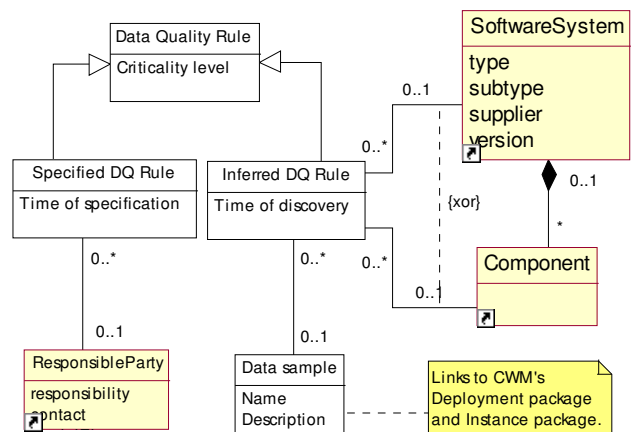 Data Quality Rule
Criticality level
SoftwareSystem
type
subtype
supplier
version
0..1
0..*
Specified DQ Rule
Time of specification
Inferred DQ Rule
Time of discovery
{xor}
0..1
*
0..*
0..*
0..*
0..1
Component
0..1
0..1
ResponsibleParty
responsibility
contact
Data sample
Name
Description
Links to CWM's
Deployment package
and Instance package.